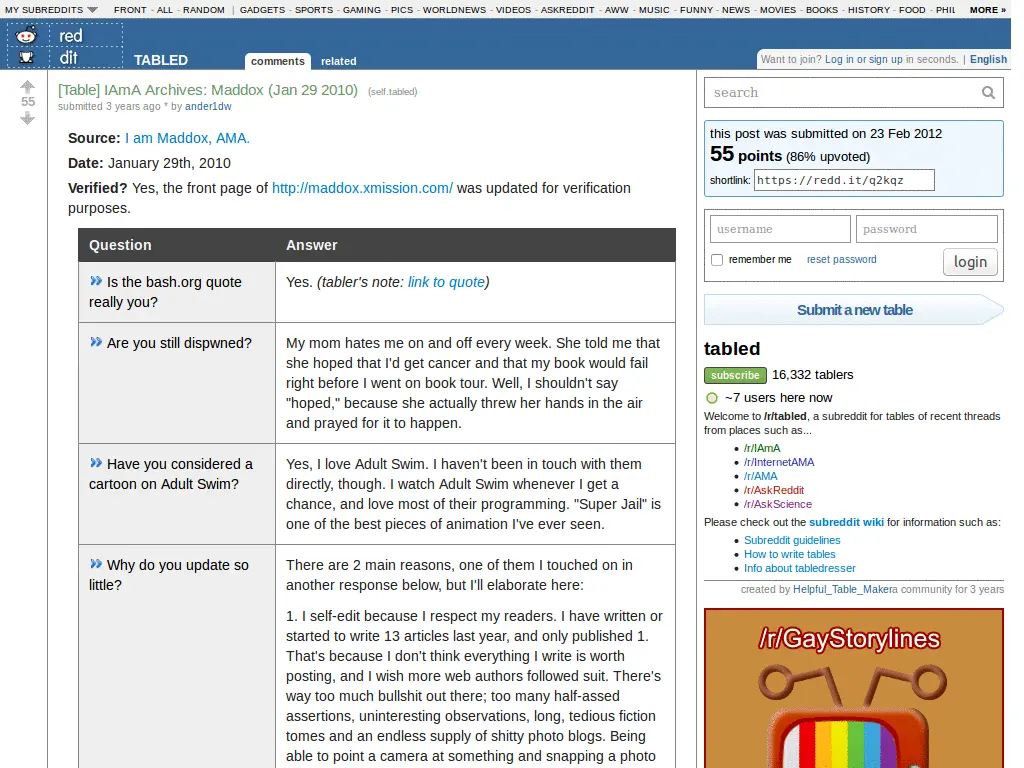 MY SUBREDDITS FRONT - ALL - RANDOM | GADGETS - SPORTS - GAMING - PICS - WORLDNEWS - VIDEOS - ASKREDDIT - AWW - MUSIC - FUNNY - NEWS - MOVIES - BOOKS - HISTORY - FOOD - PHIL MORE »
red
dit
TABLED comments related
Want to join? Log in or sign up in seconds. | English
55
[Table] IAmA Archives: Maddox (Jan 29 2010) (self.tabled)
submitted 3 years ago * by ander1dw
Source: I am Maddox, AMA.
Date: January 29th, 2010
Verified? Yes, the front page of http://maddox.xmission.com/ was updated for verification
purposes.
Question Answer
Is the bash.org quote
really you?
Yes. (tabler's note: link to quote)
Are you still dispwned?
My mom hates me on and off every week. She told me that
she hoped that I'd get cancer and that my book would fail
right before I went on book tour. Well, I shouldn't say
"hoped," because she actually threw her hands in the air
and prayed for it to happen.
Have you considered a
cartoon on Adult Swim?
Yes, I love Adult Swim. I haven't been in touch with them
directly, though. I watch Adult Swim whenever I get a
chance, and love most of their programming. "Super Jail" is
one of the best pieces of animation I've ever seen.
Why do you update so
little?
There are 2 main reasons, one of them I touched on in
another response below, but I'll elaborate here:
1. I self-edit because I respect my readers. I have written or
started to write 13 articles last year, and only published 1.
That's because I don't think everything I write is worth
posting, and I wish more web authors followed suit. There's
way too much bullshit out there; too many half-assed
assertions, uninteresting observations, long, tedious fiction
tomes and an endless supply of shitty photo blogs. Being
able to point a camera at something and snapping a photo
search
this post was submitted on 23 Feb 2012
55 points (86% upvoted)
shortlink: https://redd.it/q2kqz
username password
remember me reset password login
Submit a new table
tabled
subscribe 16,332 tablers
~7 users here now
Welcome to /r/tabled, a subreddit for tables of recent threads
from places such as...
/r/IAmA
/r/InternetAMA
/r/AMA
/r/AskReddit
/r/AskScience
Please check out the subreddit wiki for information such as:
Subreddit guidelines
How to write tables
Info about tabledresser
created by Helpful_Table_Makera community for 3 years
/r/GayStorylines